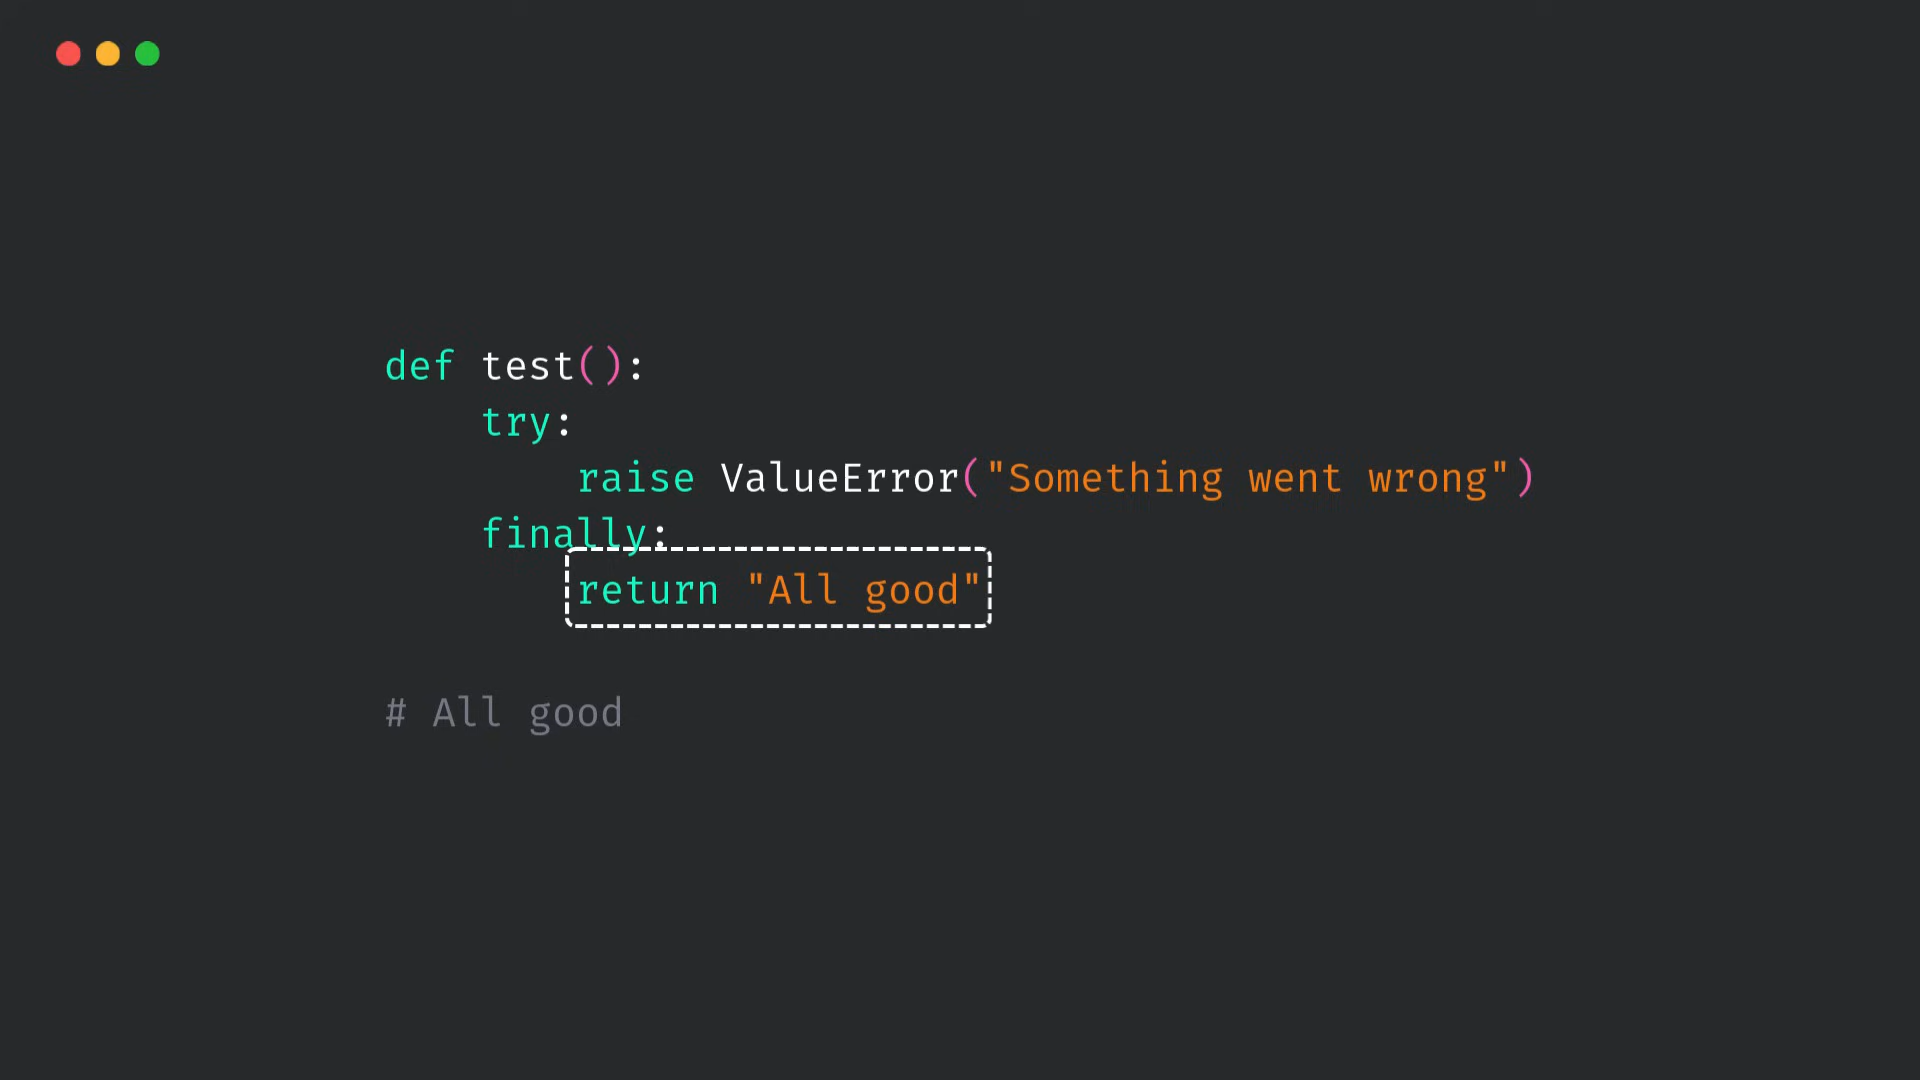 def test():
    try:
        raise ValueError("Something went wrong")
    finally:
        return "All good"
# All good